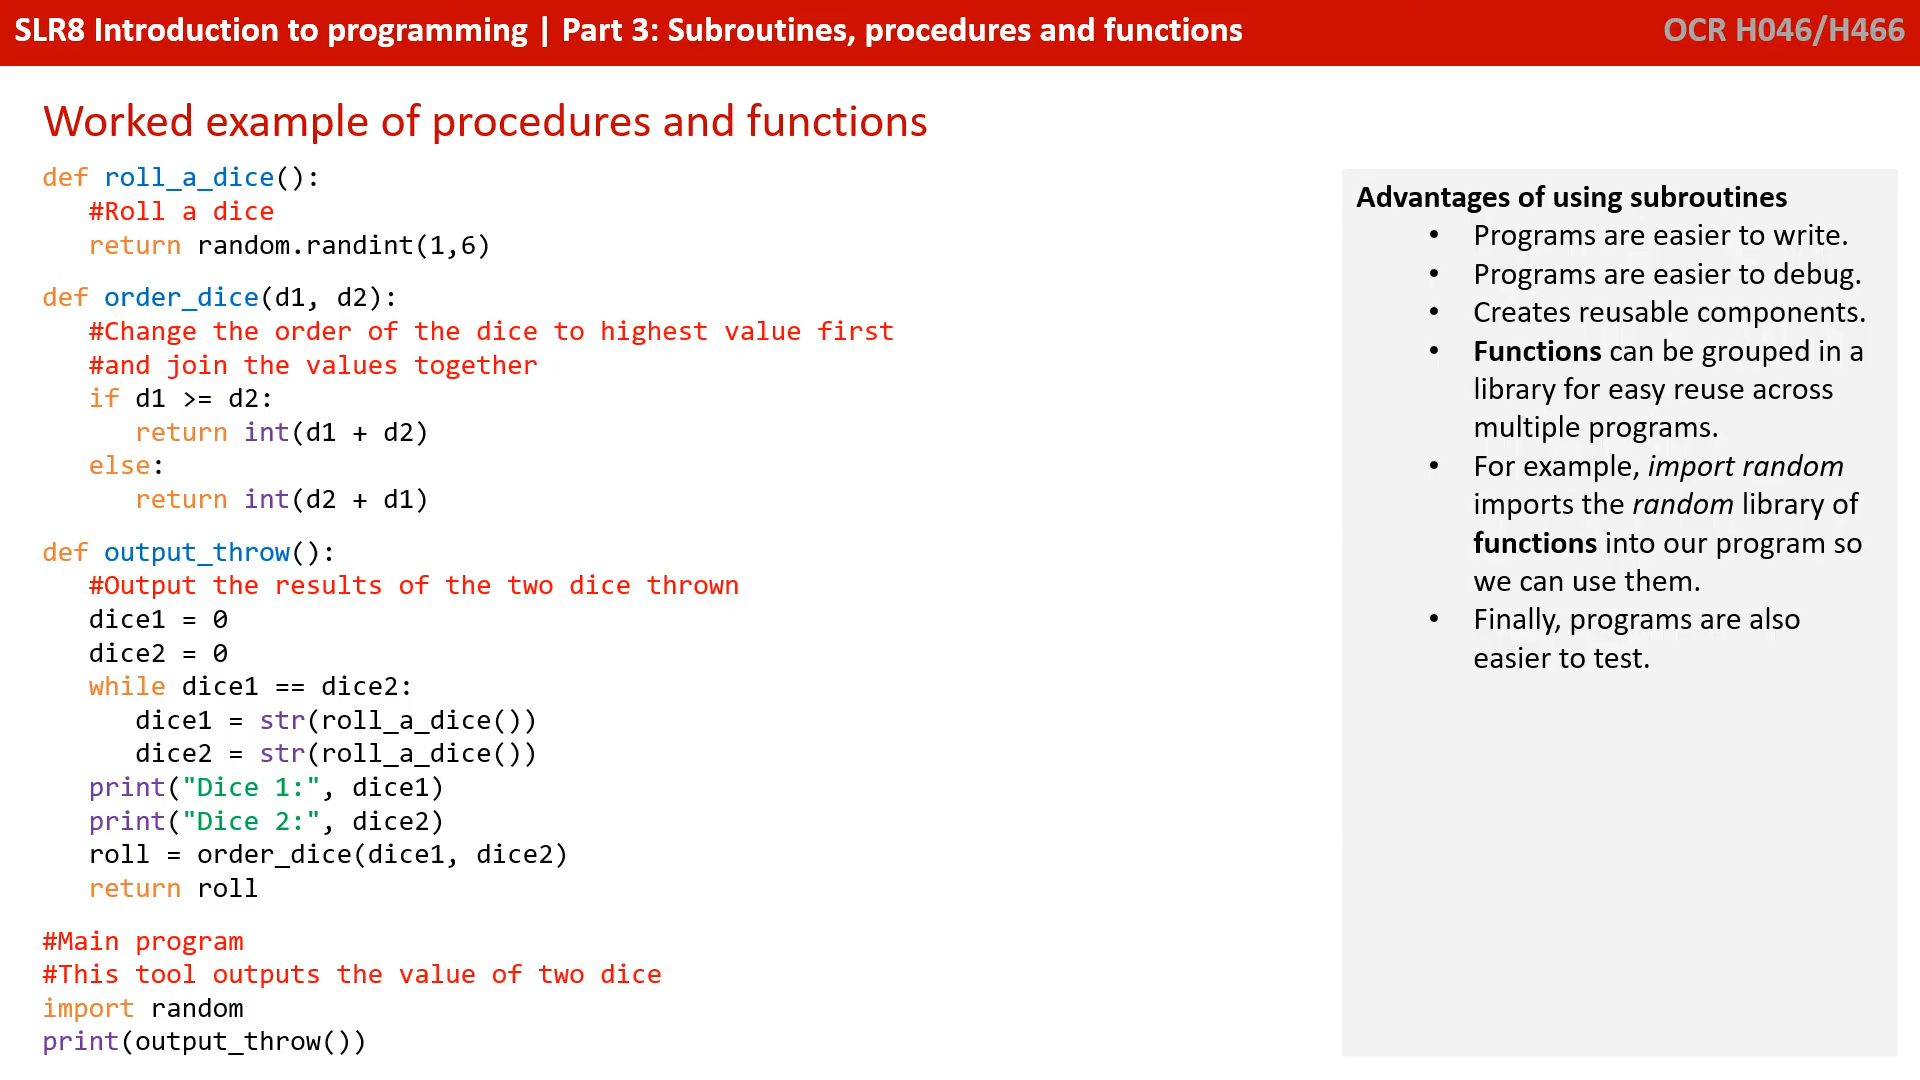 SLR8 Introduction to programming | Part 3: Subroutines, procedures and functions
OCR H046/H466
Worked example of procedures and functions
def roll_a_dice():
   #Roll a dice
   return random.randint(1,6)
def order_dice(d1, d2):
   #Change the order of the dice to highest value first
   #and join the values together
   if d1 >= d2:
      return int(d1 + d2)
   else:
      return int(d2 + d1)
def output_throw():
   #Output the results of the two dice thrown
   dice1 = 0
   dice2 = 0
   while dice1 == dice2:
      dice1 = str(roll_a_dice())
      dice2 = str(roll_a_dice())
   print("Dice 1:", dice1)
   print("Dice 2:", dice2)
   roll = order_dice(dice1, dice2)
   return roll
#Main program
#This tool outputs the value of two dice
import random
print(output_throw())
Advantages of using subroutines
• Programs are easier to write.
• Programs are easier to debug.
• Creates reusable components.
• Functions can be grouped in a
library for easy reuse across
multiple programs.
• For example, import random
imports the random library of
functions into our program so
we can use them.
• Finally, programs are also
easier to test.